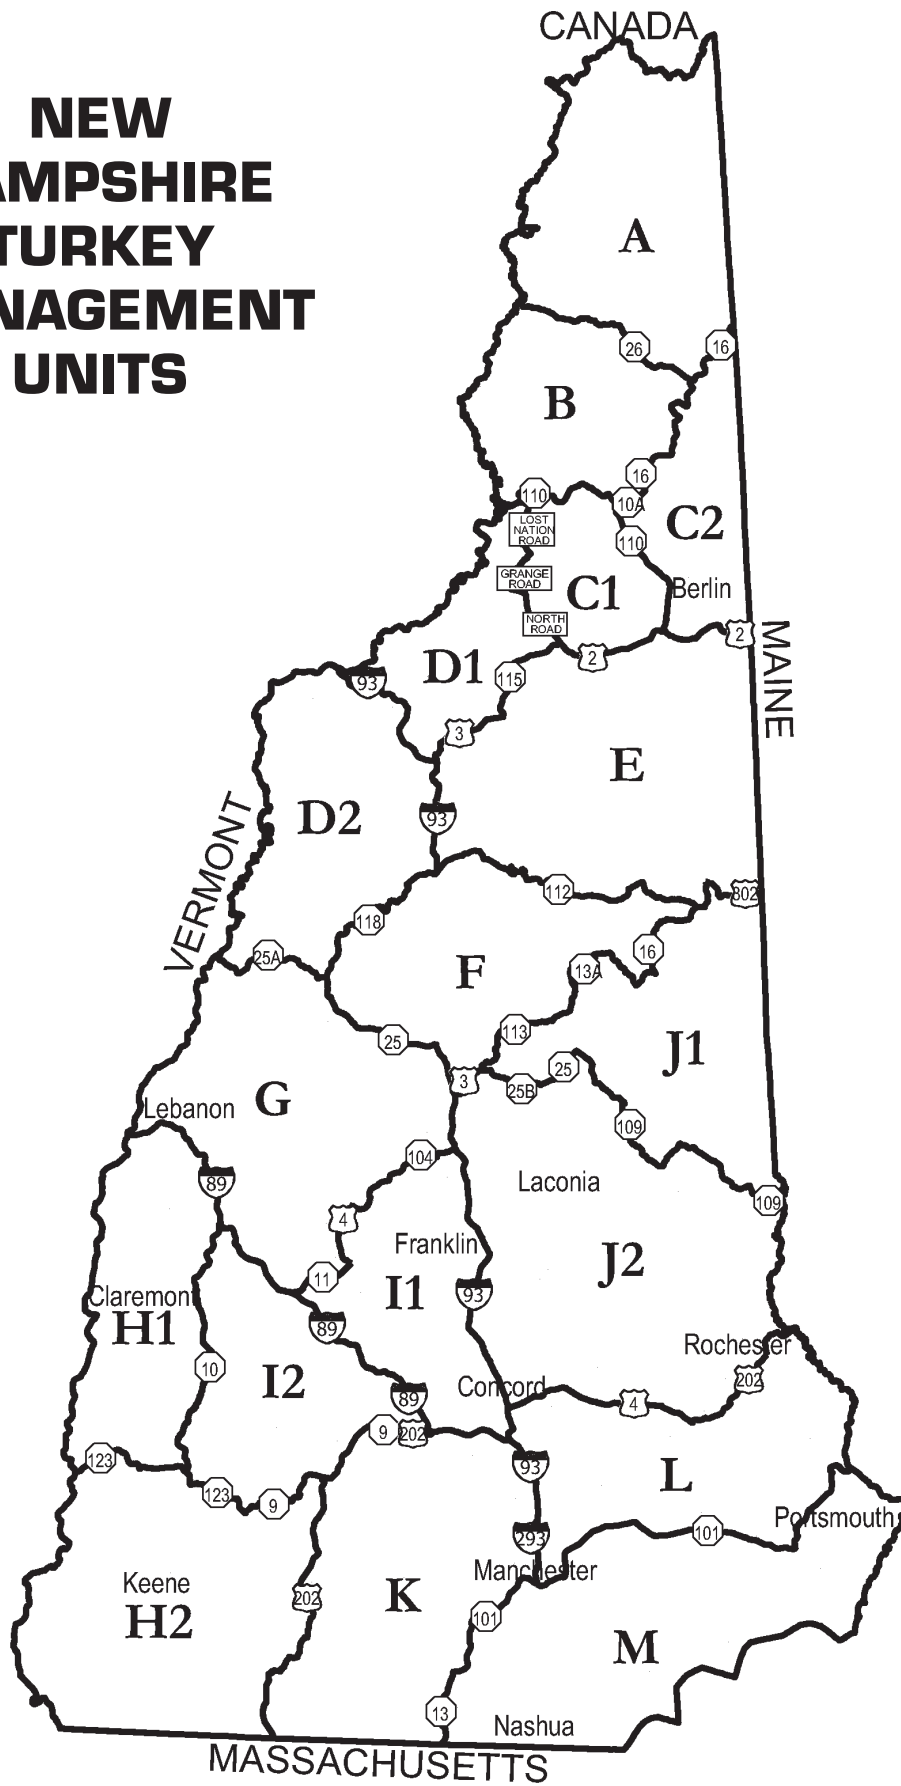 CANADA
NEW
AMPSHIRE
TURKEY
NAGEMENT
UNITS
A
26
16
B
16
110
10A
C2
LOST
NATION
ROAD
110
GRANGE
ROAD
C1
Berlin
NORTH
ROAD
2
2
MAINE
D1
115
93
3
E
D2
93
VERMONT
112
302
118
25A
F
16
13A
113
25
J1
3
25
25B
G
Lebanon
109
104
89
Laconia
109
4
Franklin
J2
11
I1
93
Claremont
H1
89
Rochester
10
I2
202
89
Concord
4
9
202
123
93
L
123
9
Portsmouth
293
101
Manchester
Keene
H2
202
K
101
M
13
Nashua
MASSACHUSETTS